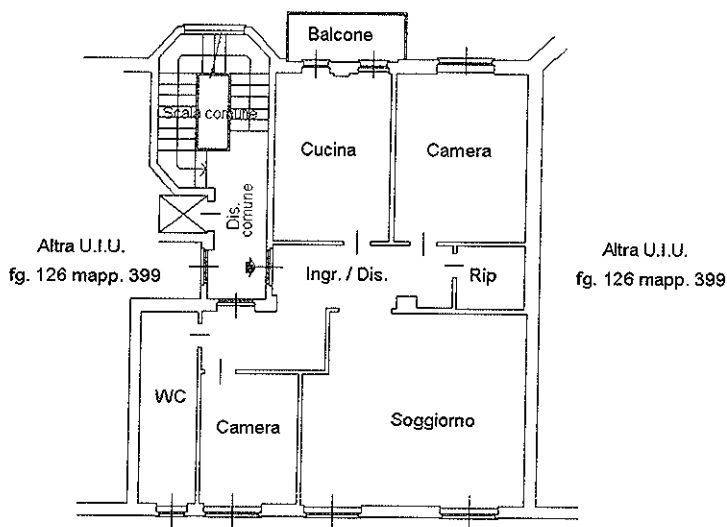 Balcone
Scala comune
Cucina
Camera
Dis.
comune
Altra U.I.U.
fg. 126 mapp. 399
Ingr. / Dis.
Rip
Altra U.I.U.
fg. 126 mapp. 399
WC
Camera
Soggiorno